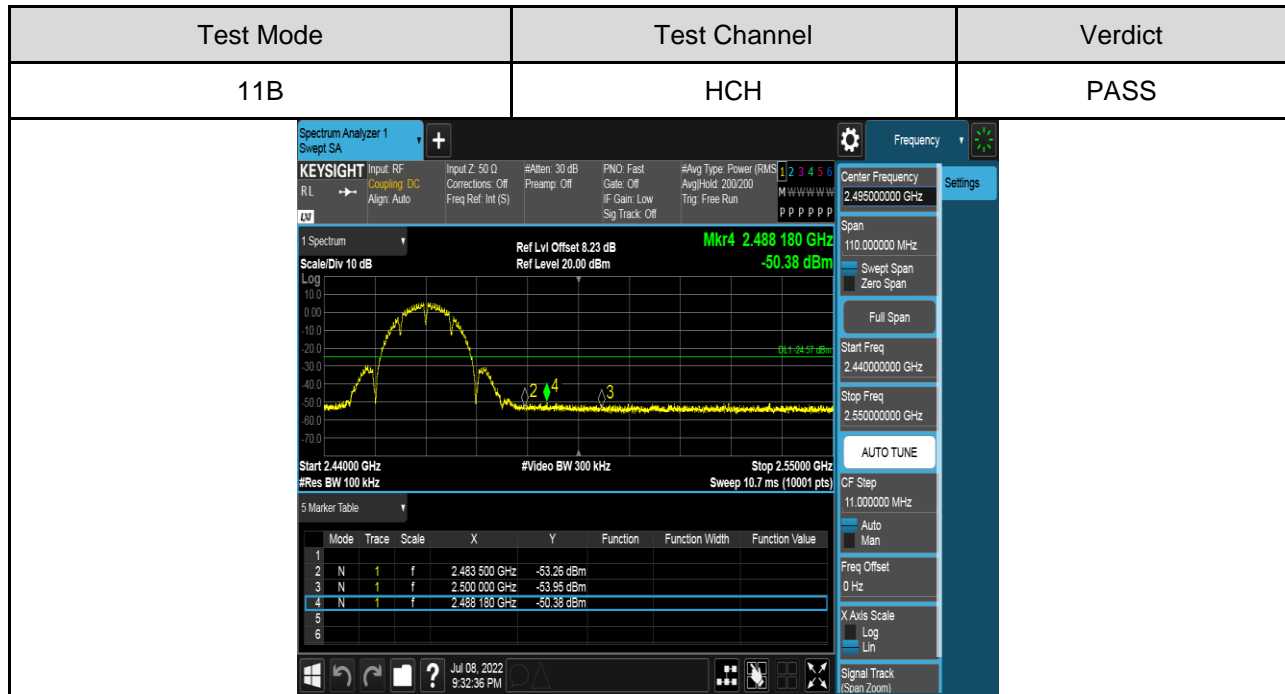 Test Mode Test Channel Verdict
11B HCH PASS
Spectrum Analyzer 1
Swept SA
+
Frequency
KEYSIGHT Input: RF Input Z: 50 Ω #Atten: 30 dB PNO: Fast #Avg Type: Power (RMS 1 2 3 4 5 6
RL Coupling: DC Corrections: Off Preamp: Off Gate: Off Avg|Hold: 200/200 M W W W W W
Align: Auto Freq Ref: Int (S) IF Gain: Low Trig: Free Run
LXI Sig Track: Off P P P P P P
Center Frequency
2.495000000 GHz
Settings
1 Spectrum
Ref Lvl Offset 8.23 dB
Mkr4 2.488 180 GHz
Scale/Div 10 dB
Ref Level 20.00 dBm
-50.38 dBm
Log
10.0
0.00
-10.0
-20.0
DL1 -24.57 dBm
-30.0
-40.0
2 4 3
-50.0
-60.0
-70.0
Start 2.44000 GHz #Video BW 300 kHz Stop 2.55000 GHz
#Res BW 100 kHz Sweep 10.7 ms (10001 pts)
Span
110.000000 MHz
Swept Span
Zero Span
Full Span
Start Freq
2.440000000 GHz
Stop Freq
2.550000000 GHz
AUTO TUNE
CF Step
11.000000 MHz
Auto
Man
Freq Offset
0 Hz
X Axis Scale
Log
Lin
Signal Track
(Span Zoom)
5 Marker Table
Mode Trace Scale X Y Function Function Width Function Value
1
2 N 1 f 2.483 500 GHz -53.26 dBm
3 N 1 f 2.500 000 GHz -53.95 dBm
4 N 1 f 2.488 180 GHz -50.38 dBm
5
6
? Jul 08, 2022
9:32:36 PM